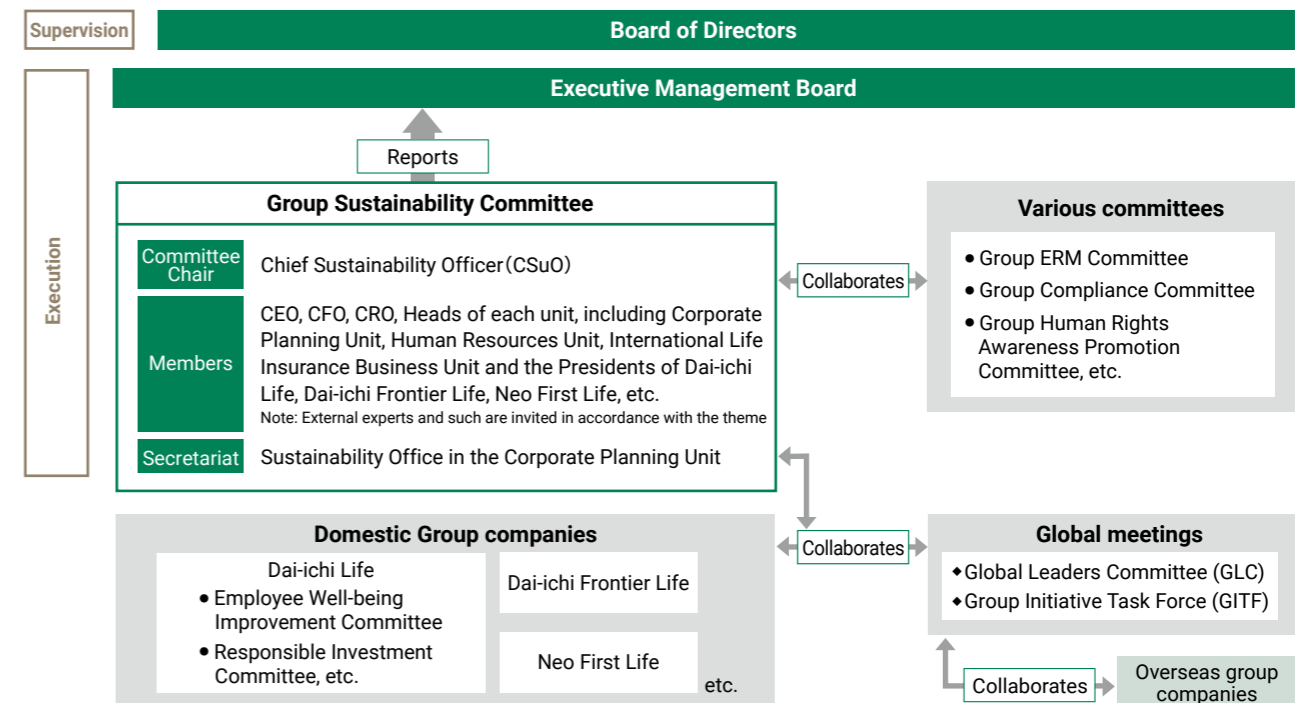 Supervision
Board of Directors
Execution
Executive Management Board
Reports
Group Sustainability Committee
Committee
Chair
Chief Sustainability Officer(CSuO)
Members
CEO, CFO, CRO, Heads of each unit, including Corporate
Planning Unit, Human Resources Unit, International Life
Insurance Business Unit and the Presidents of Dai-ichi
Life, Dai-ichi Frontier Life, Neo First Life, etc.
Note: External experts and such are invited in accordance with the theme
Secretariat
Sustainability Office in the Corporate Planning Unit
Collaborates
Various committees
● Group ERM Committee
● Group Compliance Committee
● Group Human Rights
Awareness Promotion
Committee, etc.
Domestic Group companies
Dai-ichi Life
● Employee Well-being
Improvement Committee
● Responsible Investment
Committee, etc.
Dai-ichi Frontier Life
Neo First Life
etc.
Collaborates
Global meetings
◆Global Leaders Committee (GLC)
◆Group Initiative Task Force (GITF)
Collaborates
Overseas group
companies